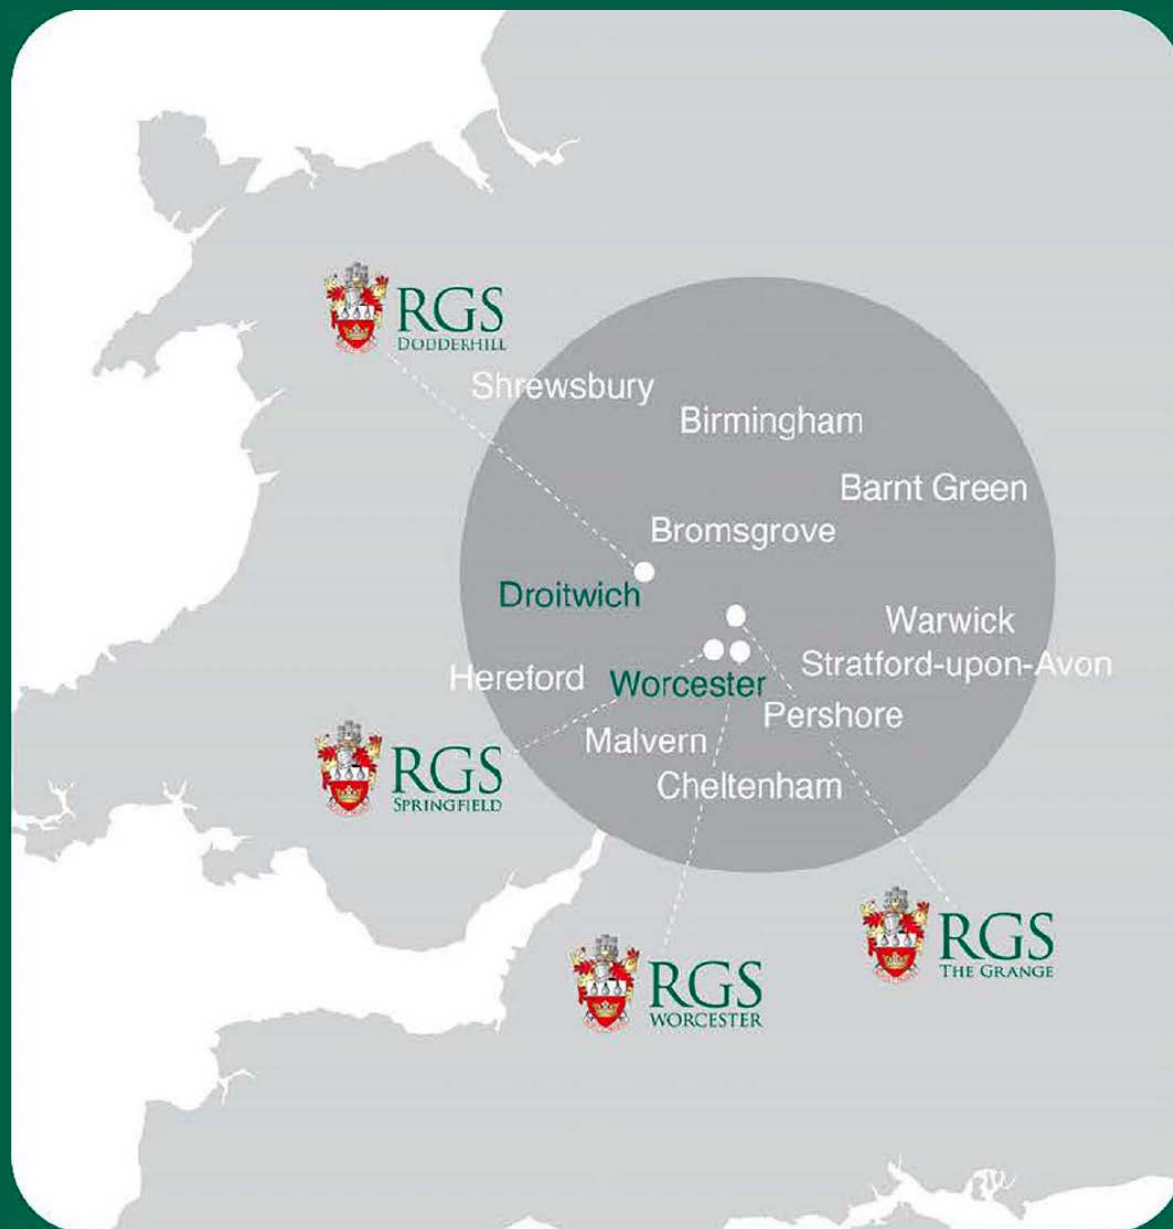 RGS
DODDERHILL
Shrewsbury
Birmingham
Barnt Green
Bromsgrove
Droitwich
Warwick
Stratford-upon-Avon
Hereford
Worcester
Pershore
Malvern
RGS
SPRINGFIELD
Cheltenham
RGS
THE GRANGE
RGS
WORCESTER